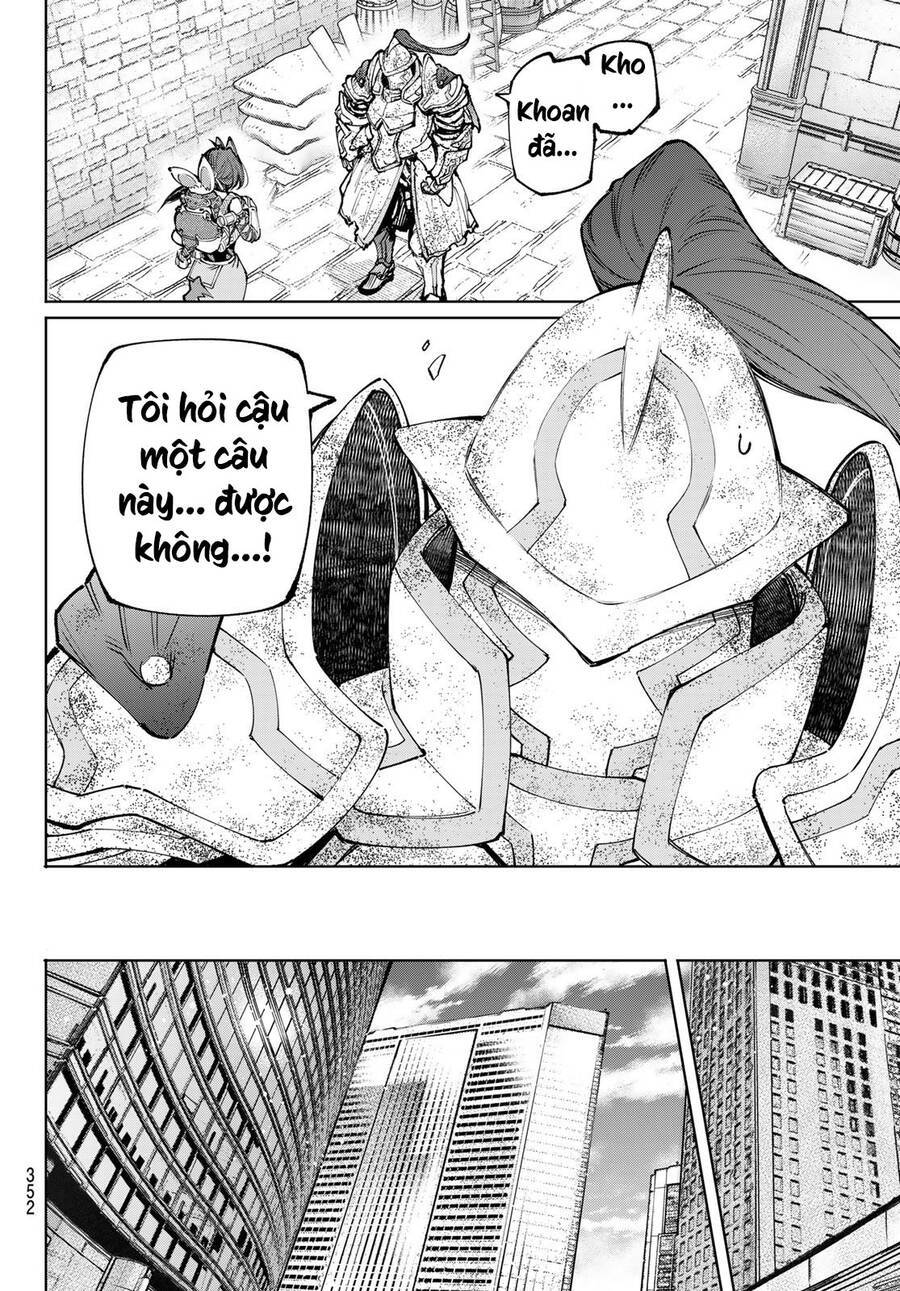 Kho
...
Khoan
đã...
Tôi hỏi cậu
một câu
này... được
không...!
352